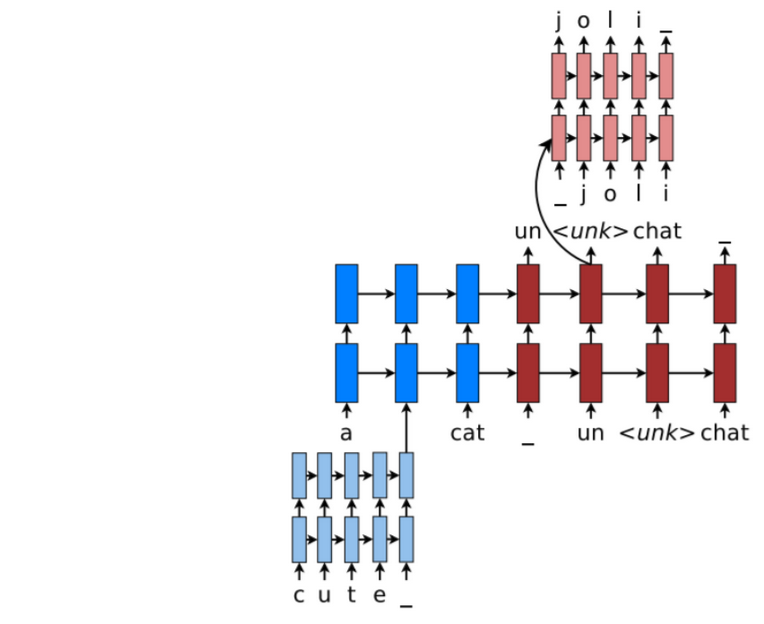 j o l i _
_ j o l i
un <unk> chat _
a cat _ un <unk> chat
c u t e _